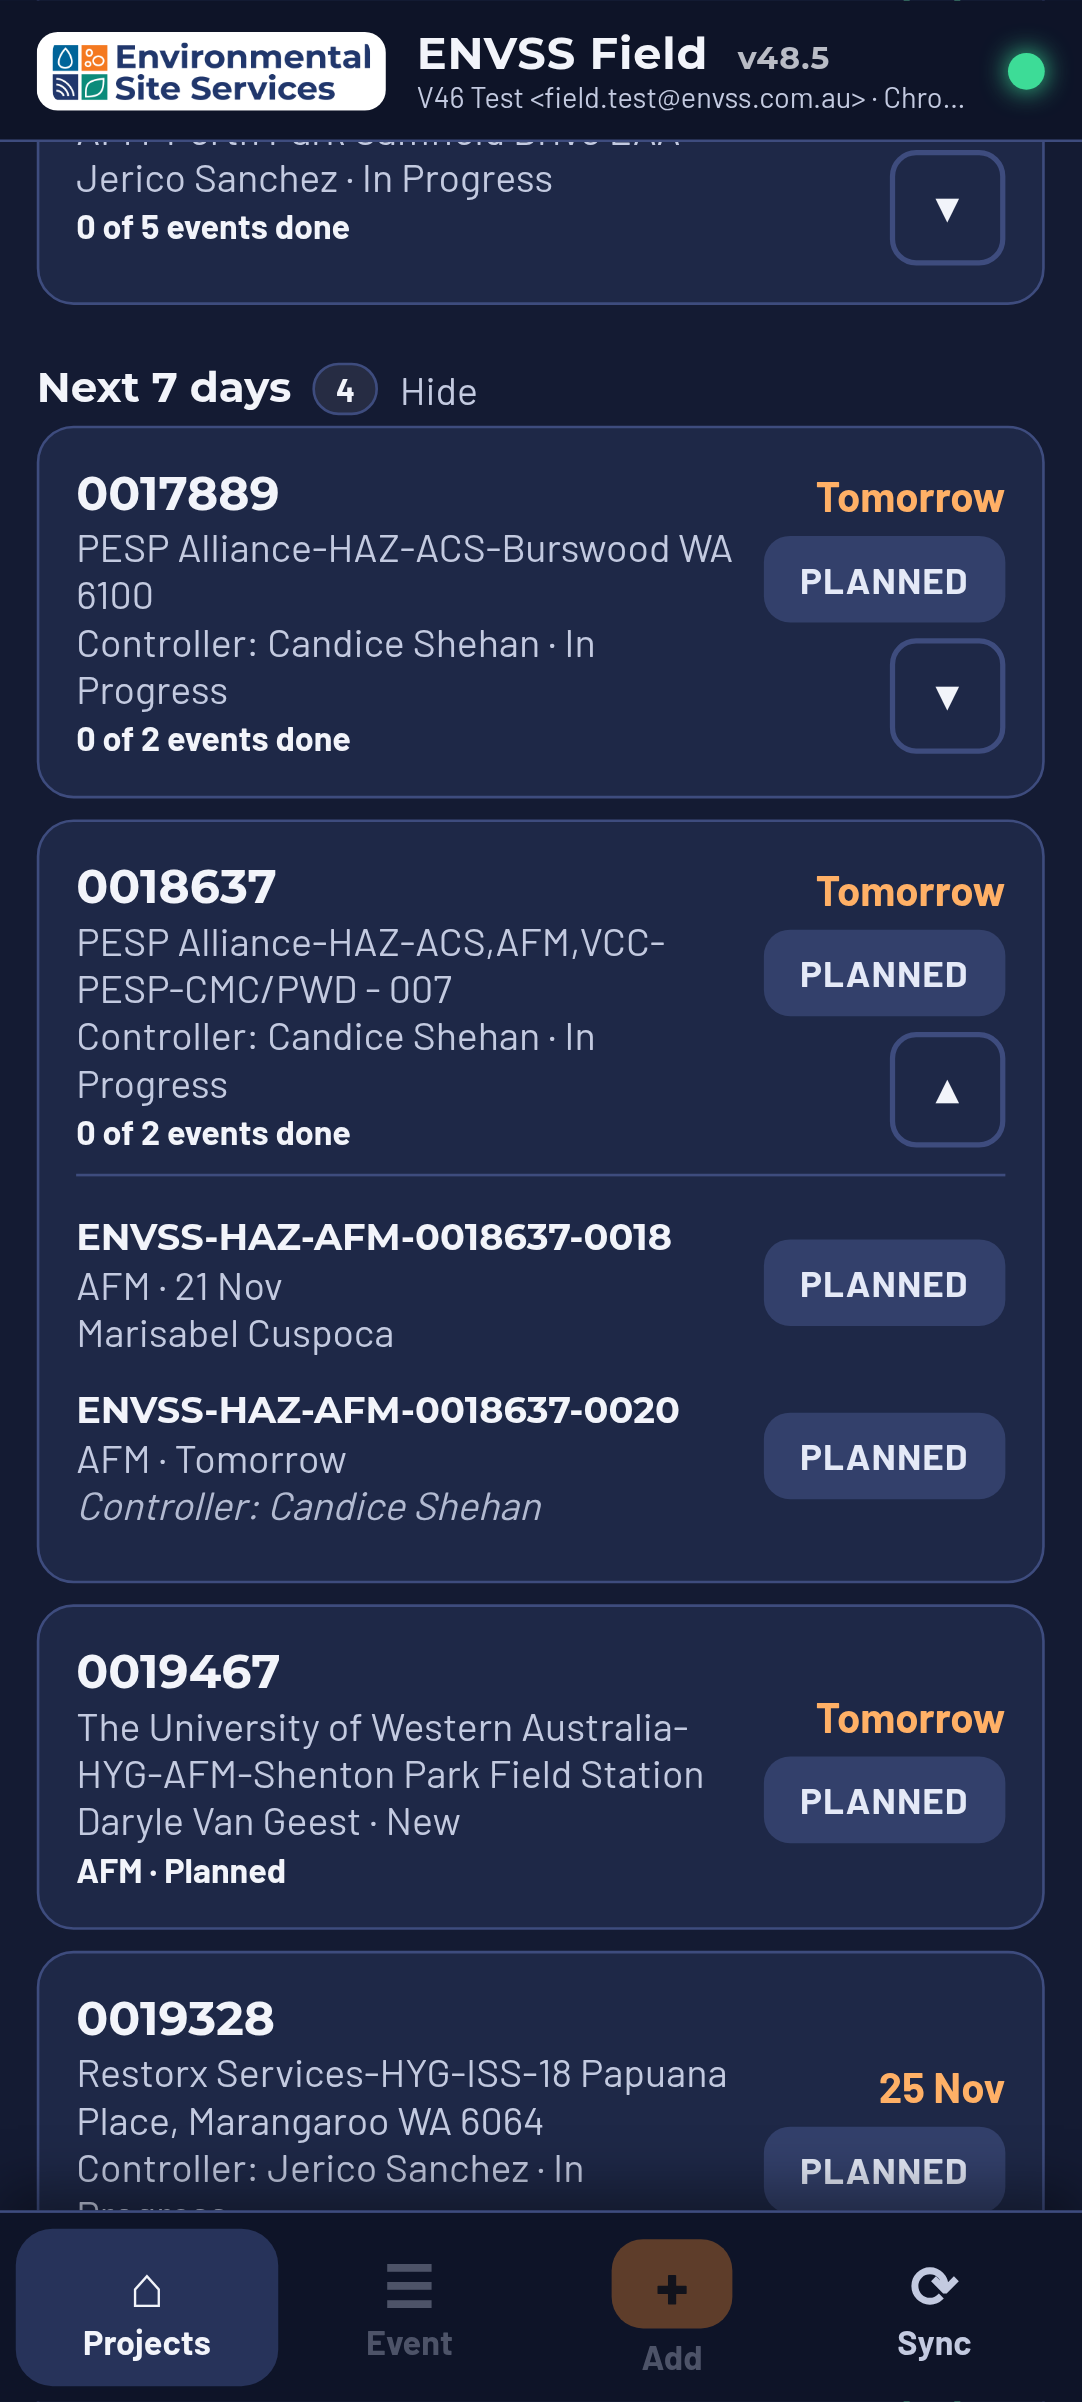 Environmental
Site Services
ENVSS Field v48.5
V46 Test <field.test@envss.com.au> · Chro...
Jerico Sanchez · In Progress
0 of 5 events done
▼
Next 7 days 4 Hide
0017889
Tomorrow
PESP Alliance-HAZ-ACS-Burswood WA
6100
PLANNED
Controller: Candice Shehan · In
Progress
▼
0 of 2 events done
0018637
Tomorrow
PESP Alliance-HAZ-ACS,AFM,VCC-
PESP-CMC/PWD - 007
PLANNED
Controller: Candice Shehan · In
Progress
▲
0 of 2 events done
ENVSS-HAZ-AFM-0018637-0018
AFM · 21 Nov
PLANNED
Marisabel Cuspoca
ENVSS-HAZ-AFM-0018637-0020
AFM · Tomorrow
PLANNED
Controller: Candice Shehan
0019467
Tomorrow
The University of Western Australia-
HYG-AFM-Shenton Park Field Station
PLANNED
Daryle Van Geest · New
AFM · Planned
0019328
Restorx Services-HYG-ISS-18 Papuana
25 Nov
Place, Marangaroo WA 6064
Controller: Jerico Sanchez · In
PLANNED
Projects
Event
+
Add
Sync